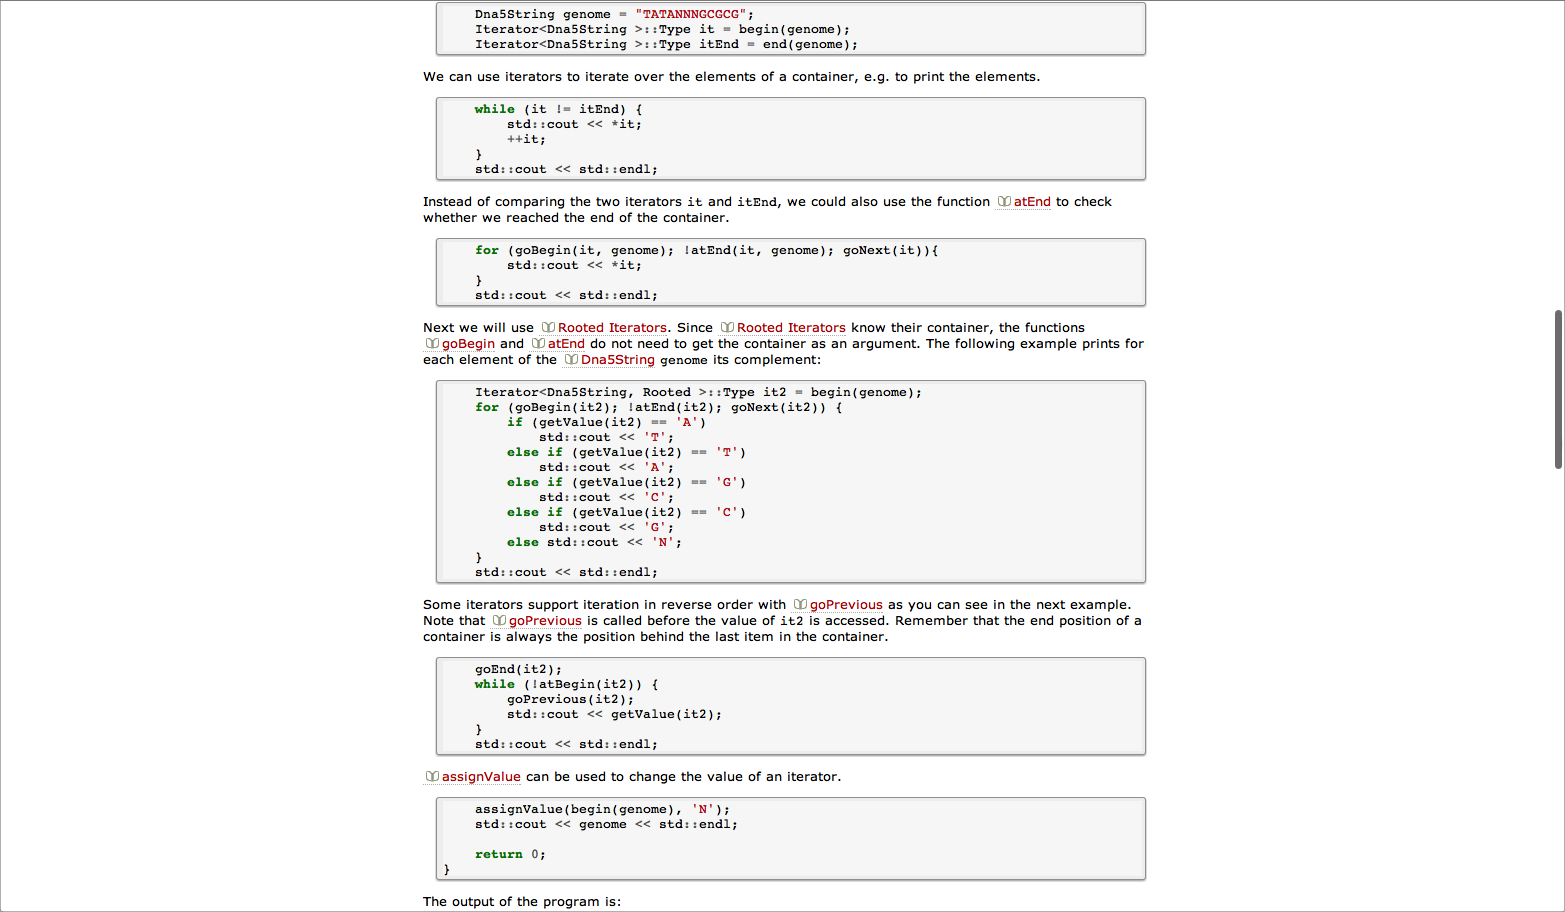 Dna5String genome = "TATANNNGCGCG";
Iterator<Dna5String >::Type it = begin(genome);
Iterator<Dna5String >::Type itEnd = end(genome);
We can use iterators to iterate over the elements of a container, e.g. to print the elements.
while (it != itEnd) {
std::cout << *it;
++it;
}
std::cout << std::endl;
Instead of comparing the two iterators it and itEnd, we could also use the function atEnd to check
whether we reached the end of the container.
for (goBegin(it, genome); !atEnd(it, genome); goNext(it)){
std::cout << *it;
}
std::cout << std::endl;
Next we will use Rooted Iterators. Since Rooted Iterators know their container, the functions
goBegin and atEnd do not need to get the container as an argument. The following example prints for
each element of the Dna5String genome its complement:
Iterator<Dna5String, Rooted >::Type it2 = begin(genome);
for (goBegin(it2); !atEnd(it2); goNext(it2)) {
if (getValue(it2) == 'A')
std::cout << 'T';
else if (getValue(it2) == 'T')
std::cout << 'A';
else if (getValue(it2) == 'G')
std::cout << 'C';
else if (getValue(it2) == 'C')
std::cout << 'G';
else std::cout << 'N';
}
std::cout << std::endl;
Some iterators support iteration in reverse order with goPrevious as you can see in the next example.
Note that goPrevious is called before the value of it2 is accessed. Remember that the end position of a
container is always the position behind the last item in the container.
goEnd(it2);
while (!atBegin(it2)) {
goPrevious(it2);
std::cout << getValue(it2);
}
std::cout << std::endl;
assignValue can be used to change the value of an iterator.
assignValue(begin(genome), 'N');
std::cout << genome << std::endl;
return 0;
}
The output of the program is: